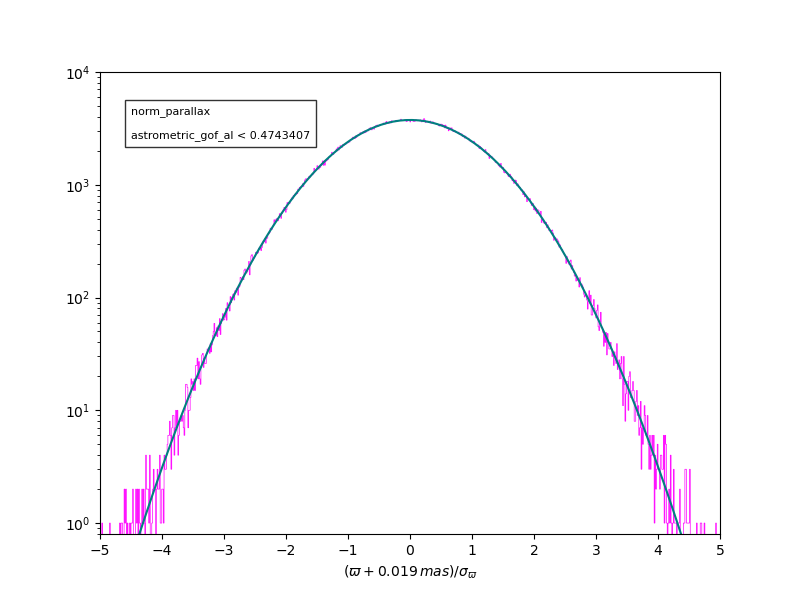 norm_parallax
astrometric_gof_al < 0.4743407
10⁴
10³
10²
10¹
10⁰
−5 −4 −3 −2 −1 0 1 2 3 4 5
(ϖ + 0.019 mas)/σ_ϖ